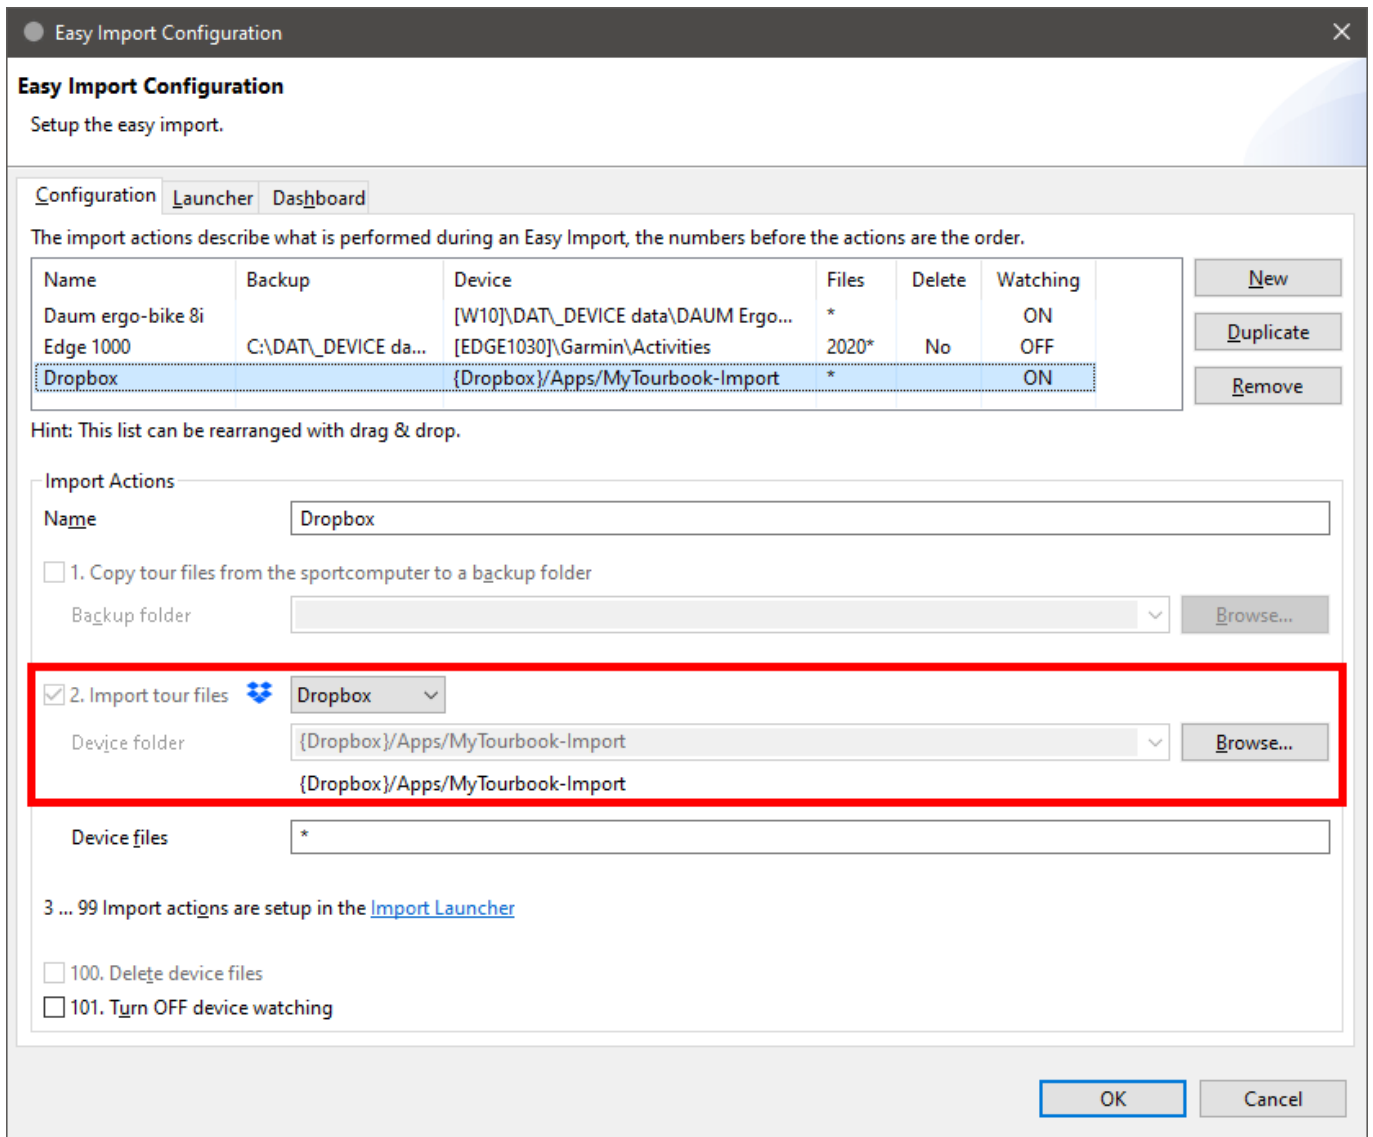 Easy Import Configuration
Easy Import Configuration
Setup the easy import.
Configuration Launcher Dashboard
The import actions describe what is performed during an Easy Import, the numbers before the actions are the order.
Name Backup Device Files Delete Watching
Daum ergo-bike 8i [W10]\DAT\_DEVICE data\DAUM Ergo... * ON
Edge 1000 C:\DAT\_DEVICE da... [EDGE1030]\Garmin\Activities 2020* No OFF
Dropbox {Dropbox}/Apps/MyTourbook-Import * ON
New
Duplicate
Remove
Hint: This list can be rearranged with drag & drop.
Import Actions
Name Dropbox
1. Copy tour files from the sportcomputer to a backup folder
Backup folder Browse...
2. Import tour files Dropbox
Device folder {Dropbox}/Apps/MyTourbook-Import Browse...
{Dropbox}/Apps/MyTourbook-Import
Device files *
3 ... 99 Import actions are setup in the Import Launcher
100. Delete device files
101. Turn OFF device watching
OK Cancel